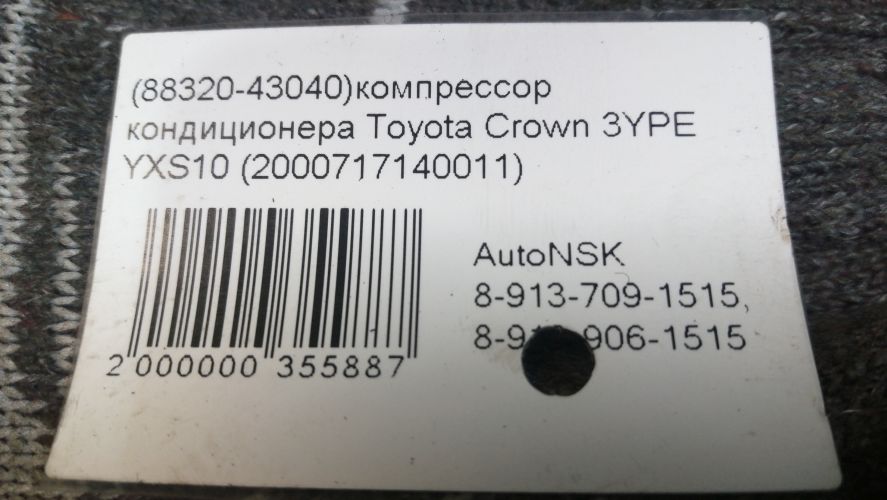 (88320-43040)компрессор
кондиционера Toyota Crown 3YPE
YXS10 (2000717140011)
AutoNSK
8-913-709-1515,
906-1515
2 000000 355887